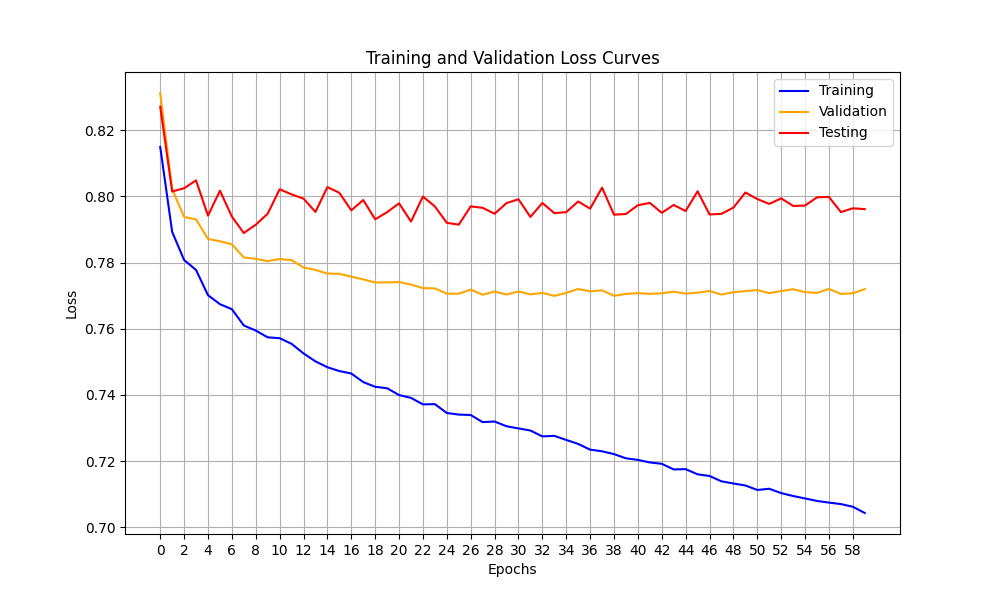 Training and Validation Loss Curves
Training
Validation
Testing
Loss
0.82
0.80
0.78
0.76
0.74
0.72
0.70
0 2 4 6 8 10 12 14 16 18 20 22 24 26 28 30 32 34 36 38 40 42 44 46 48 50 52 54 56 58
Epochs